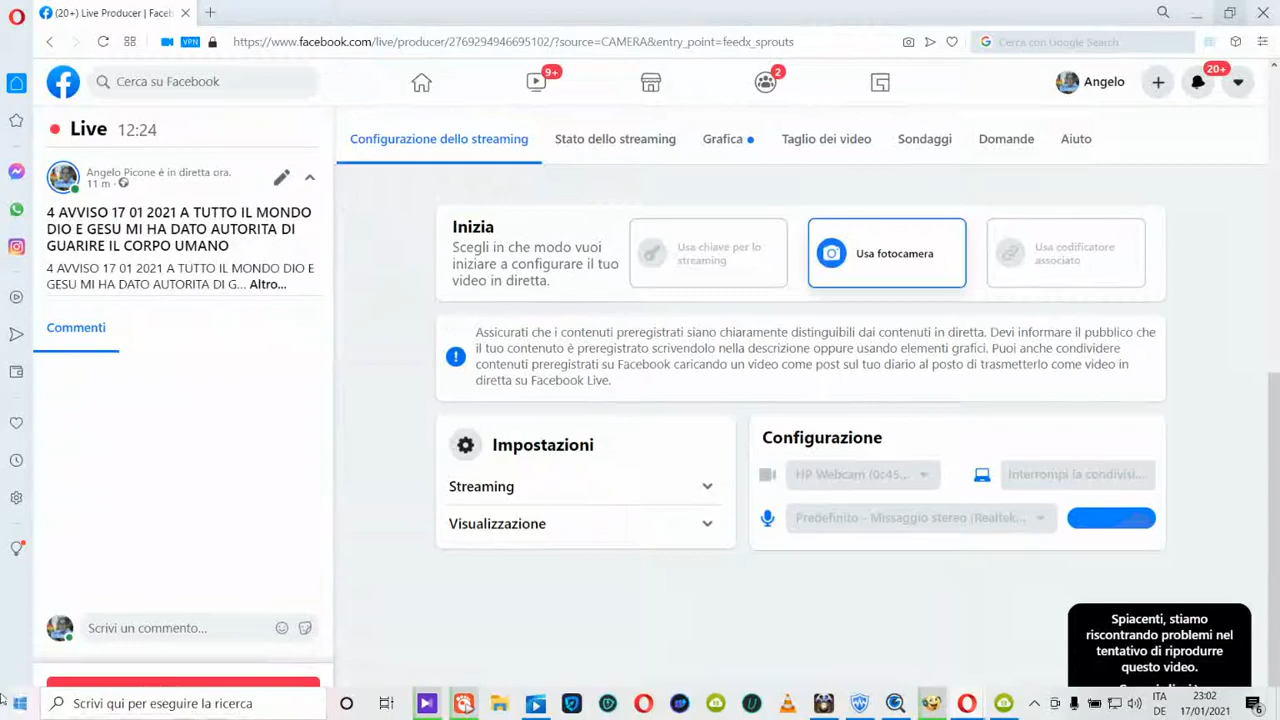 (20+) Live Producer | Faceb
VPN
https://www.facebook.com/live/producer/2769294946695102/?source=CAMERA&entry_point=feedx_sprouts
Cerca con Google Search
Cerca su Facebook
9+
2
Angelo
20+
Live 12:24
Configurazione dello streaming
Stato dello streaming
Grafica
Taglio dei video
Sondaggi
Domande
Aiuto
Angelo Picone è in diretta ora.
11 m ·
4 AVVISO 17 01 2021 A TUTTO IL MONDO
DIO E GESU MI HA DATO AUTORITA DI
GUARIRE IL CORPO UMANO
4 AVVISO 17 01 2021 A TUTTO IL MONDO DIO E
GESU MI HA DATO AUTORITA DI G... Altro...
Commenti
Scrivi un commento...
Inizia
Scegli in che modo vuoi
iniziare a configurare il tuo
video in diretta.
Usa chiave per lo
streaming
Usa fotocamera
Usa codificatore
associato
Assicurati che i contenuti preregistrati siano chiaramente distinguibili dai contenuti in diretta. Devi informare il pubblico che
il tuo contenuto è preregistrato scrivendolo nella descrizione oppure usando elementi grafici. Puoi anche condividere
contenuti preregistrati su Facebook caricando un video come post sul tuo diario al posto di trasmetterlo come video in
diretta su Facebook Live.
Impostazioni
Streaming
Visualizzazione
Configurazione
HP Webcam (0c45...
Interrompi la condivisi...
Predefinito - Missaggio stereo (Realtek...
Spiacenti, stiamo
riscontrando problemi nel
tentativo di riprodurre
questo video.
Scrivi qui per eseguire la ricerca
ITA
DE
23:02
17/01/2021
6